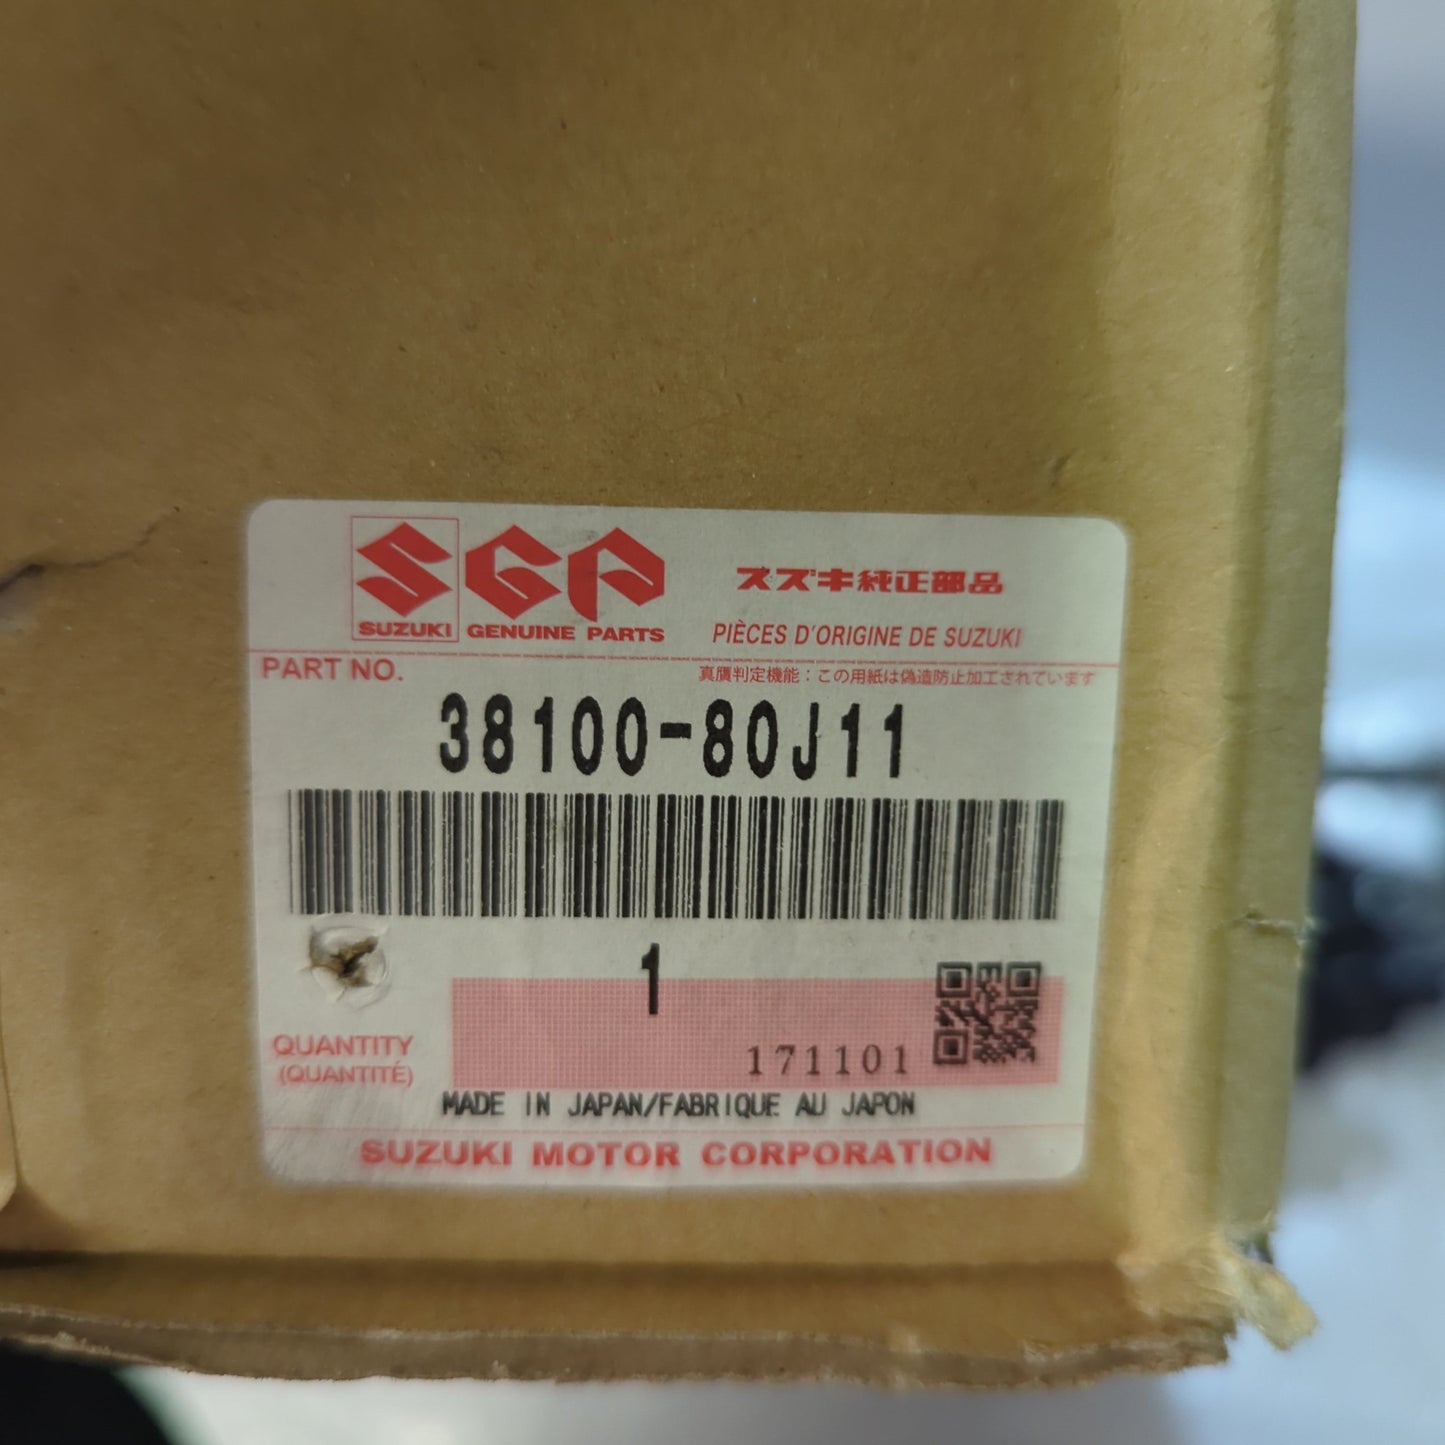 SGP
SUZUKI GENUINE PARTS
スズキ純正部品
PIÈCES D'ORIGINE DE SUZUKI
PART NO.
真贋判定機能：この用紙は偽造防止加工されています
38100-80J11
1
171101
QUANTITY
(QUANTITÉ)
MADE IN JAPAN/FABRIQUE AU JAPON
SUZUKI MOTOR CORPORATION